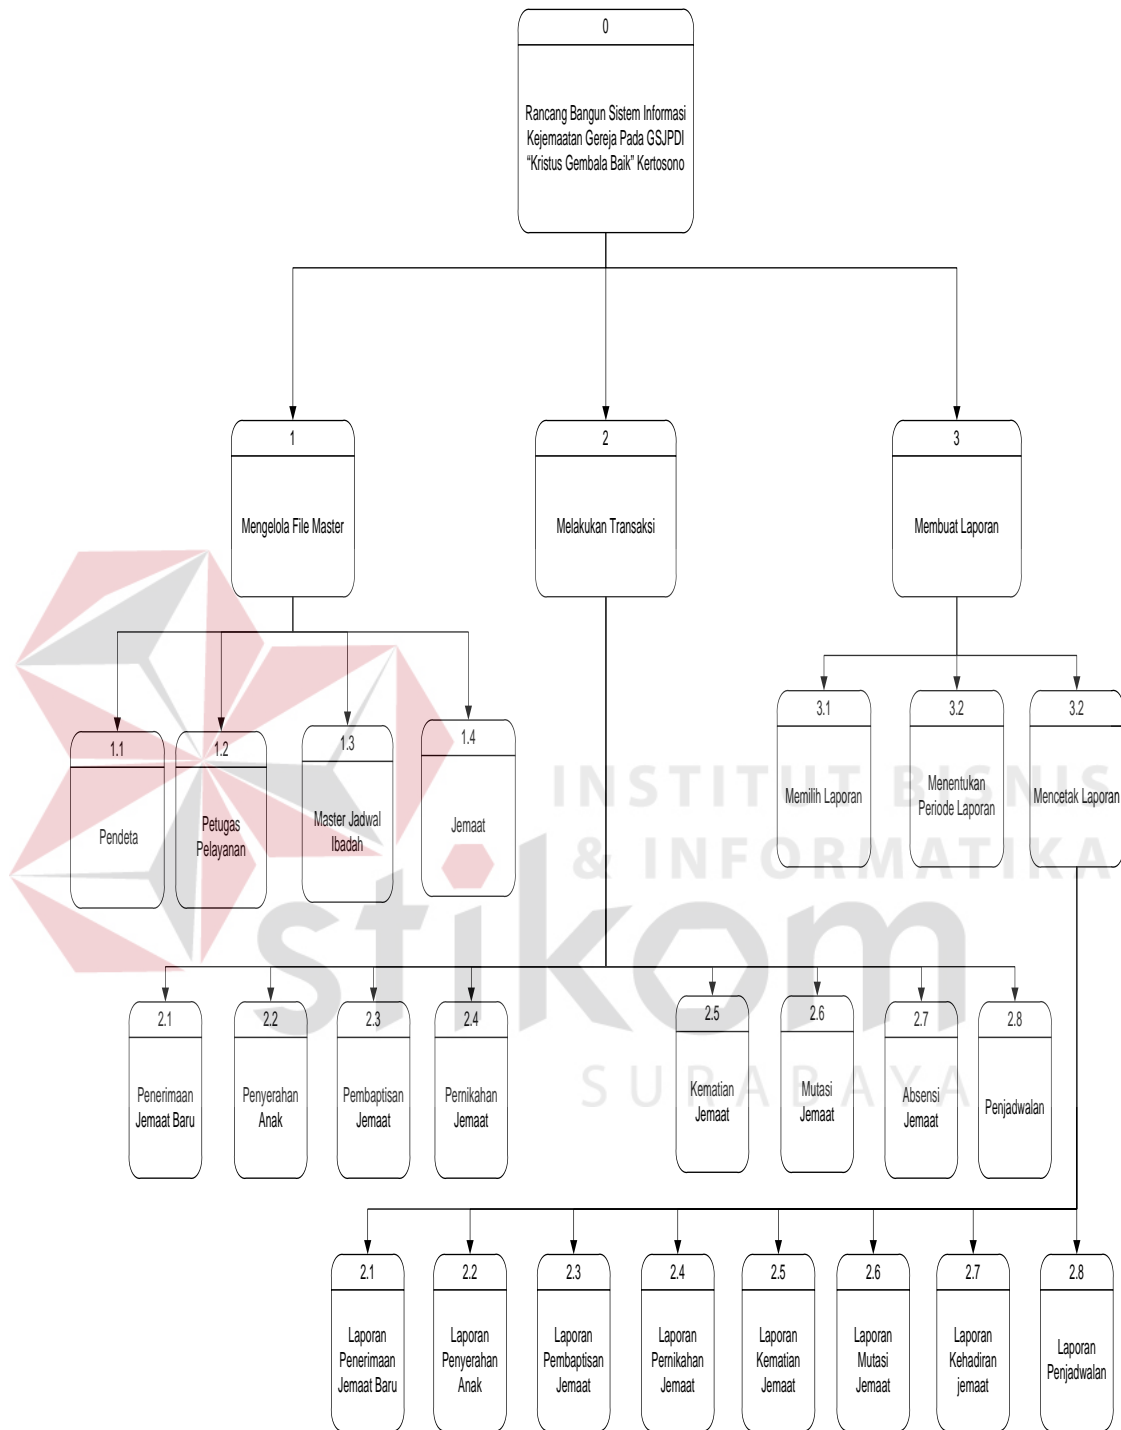 0
Rancang Bangun Sistem Informasi
Kejemaatan Gereja Pada GSJPDI
“Kristus Gembala Baik” Kertosono
1
Mengelola File Master
2
Melakukan Transaksi
3
Membuat Laporan
1.1
Pendeta
1.2
Petugas
Pelayanan
1.3
Master Jadwal
Ibadah
1.4
Jemaat
3.1
Memilih Laporan
3.2
Menentukan
Periode Laporan
3.2
Mencetak Laporan
INSTITUT BISNIS
& INFORMATIKA
stikom
SURABAYA
2.1
Penerimaan
Jemaat Baru
2.2
Penyerahan
Anak
2.3
Pembaptisan
Jemaat
2.4
Pernikahan
Jemaat
2.5
Kematian
Jemaat
2.6
Mutasi
Jemaat
2.7
Absensi
Jemaat
2.8
Penjadwalan
2.1
Laporan
Penerimaan
Jemaat Baru
2.2
Laporan
Penyerahan
Anak
2.3
Laporan
Pembaptisan
Jemaat
2.4
Laporan
Pernikahan
Jemaat
2.5
Laporan
Kematian
Jemaat
2.6
Laporan
Mutasi
Jemaat
2.7
Laporan
Kehadiran
jemaat
2.8
Laporan
Penjadwalan